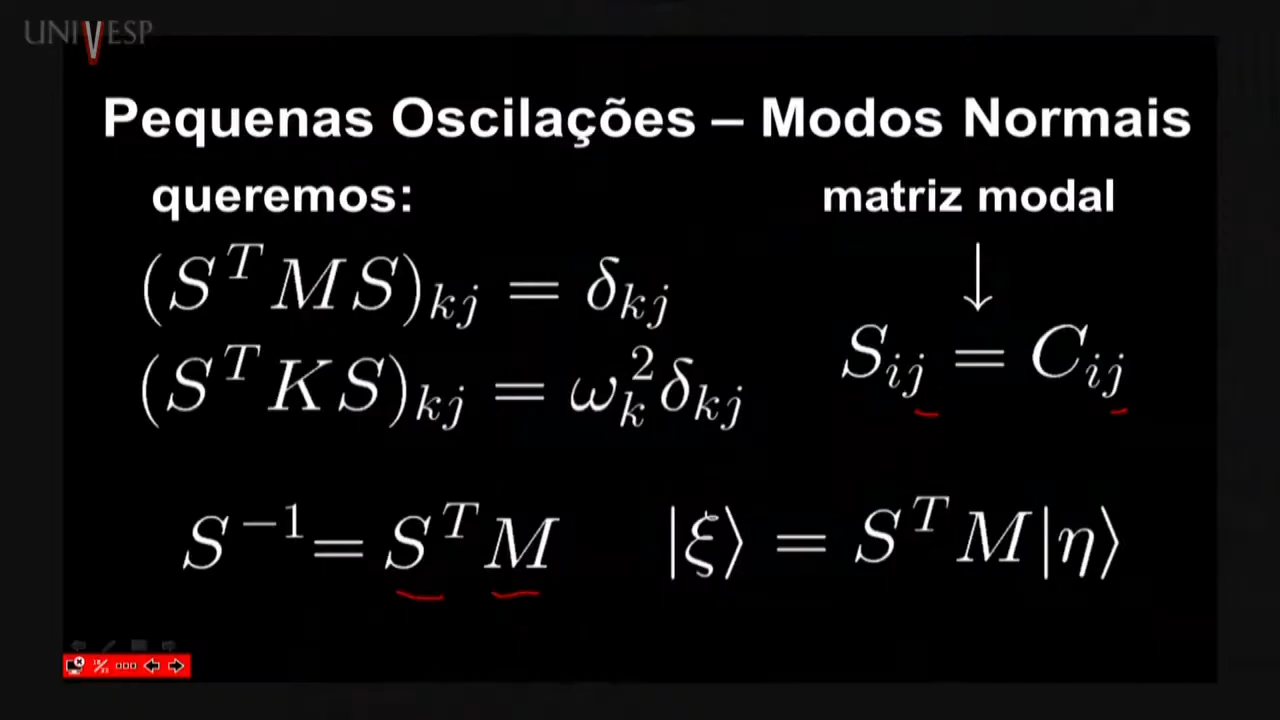 UNIVESP
Pequenas Oscilações – Modos Normais
queremos:
matriz modal
(S^T M S)_{kj} = δ_{kj}
(S^T K S)_{kj} = ω_k^2 δ_{kj}
S_{ij} = C_{ij}
S^{-1} = S^T M
|ξ⟩ = S^T M|η⟩